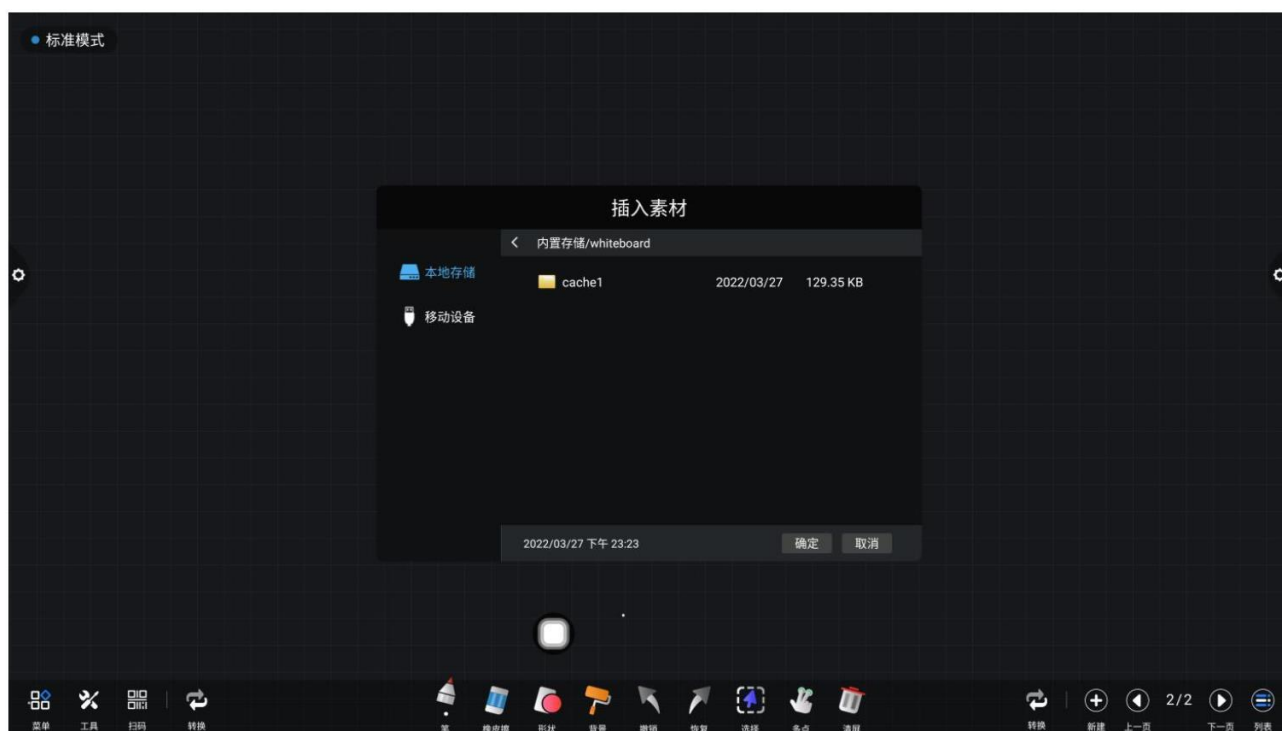 标准模式
插入素材
内置存储/whiteboard
本地存储
cache1 2022/03/27 129.35 KB
移动设备
2022/03/27 下午 23:23 确定 取消
2/2
菜单 工具 扫码 转换 笔 橡皮擦 形状 背景 撤销 恢复 选择 多点 清屏 转换 新建 上一页 下一页 列表